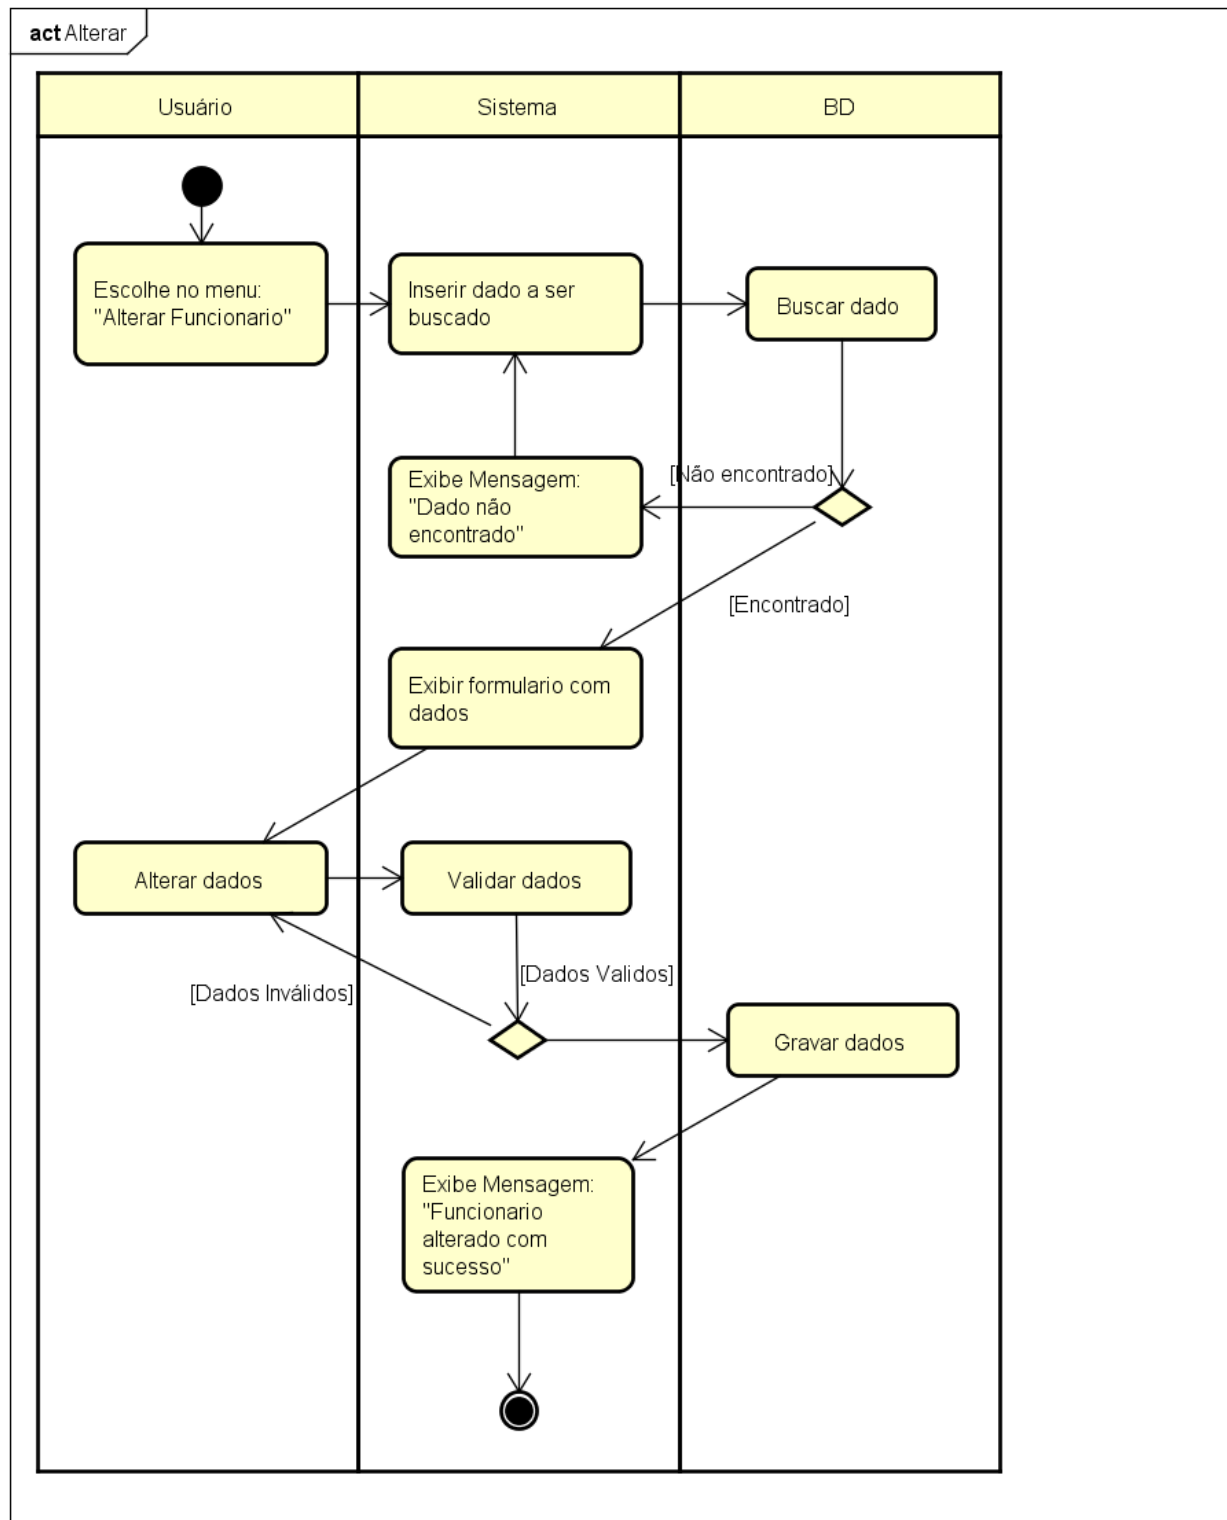 act Alterar
Usuário
Sistema
BD
Escolhe no menu:
"Alterar Funcionario"
Inserir dado a ser
buscado
Buscar dado
[Não encontrado]
Exibe Mensagem:
"Dado não
encontrado"
[Encontrado]
Exibir formulario com
dados
Alterar dados
Validar dados
[Dados Validos]
[Dados Inválidos]
Gravar dados
Exibe Mensagem:
"Funcionario
alterado com
sucesso"